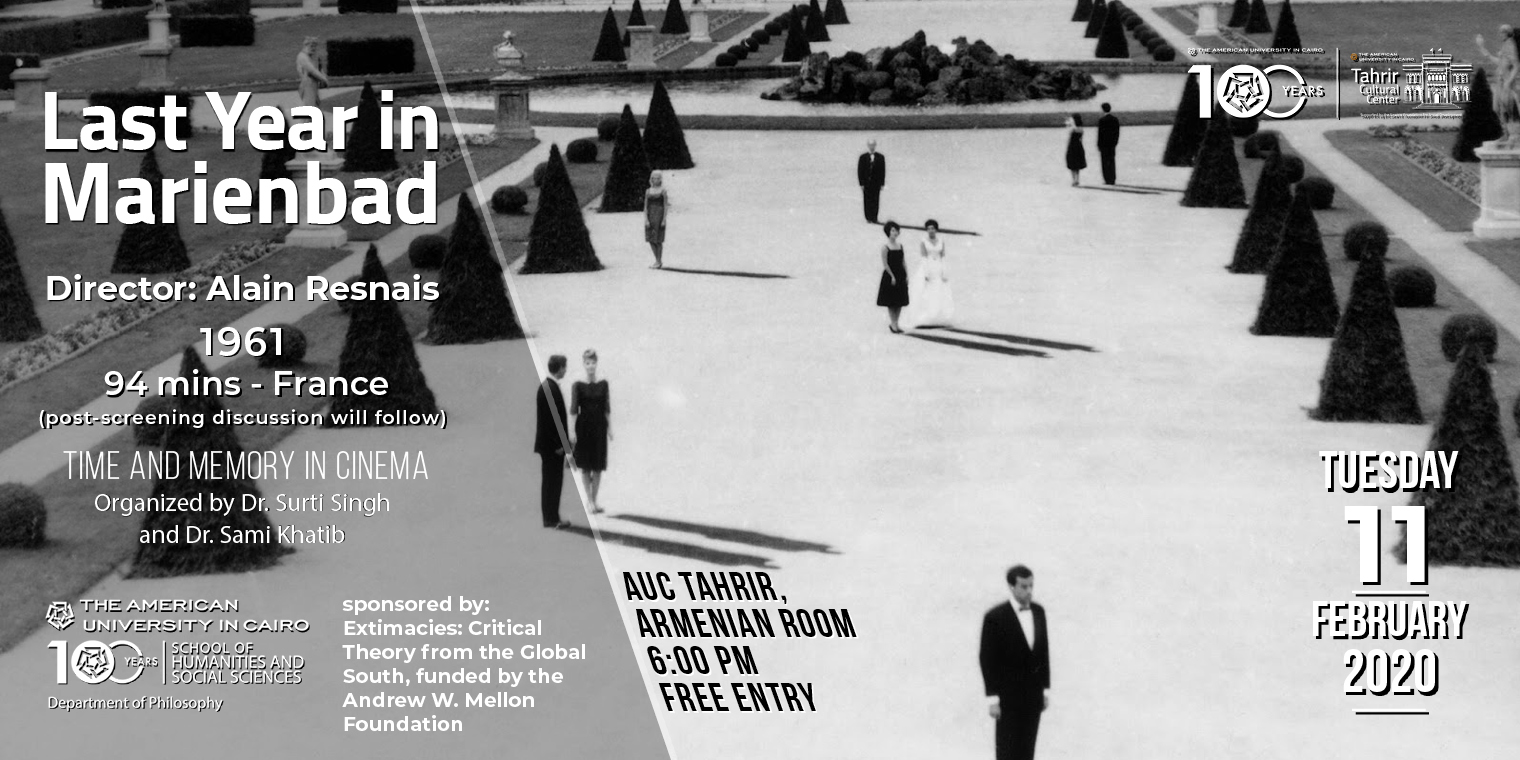 Last Year in
Marienbad
Director: Alain Resnais
1961
94 mins - France
(post-screening discussion will follow)
TIME AND MEMORY IN CINEMA
Organized by Dr. Surti Singh
and Dr. Sami Khatib
THE AMERICAN
UNIVERSITY IN CAIRO
100 YEARS
SCHOOL OF
HUMANITIES AND
SOCIAL SCIENCES
Department of Philosophy
sponsored by:
Extimacies: Critical
Theory from the Global
South, funded by the
Andrew W. Mellon
Foundation
AUC TAHRIR,
ARMENIAN ROOM
6:00 PM
FREE ENTRY
THE AMERICAN UNIVERSITY IN CAIRO
100 YEARS
THE AMERICAN
UNIVERSITY IN CAIRO
Tahrir
Cultural
Center
TUESDAY
11
FEBRUARY
2020